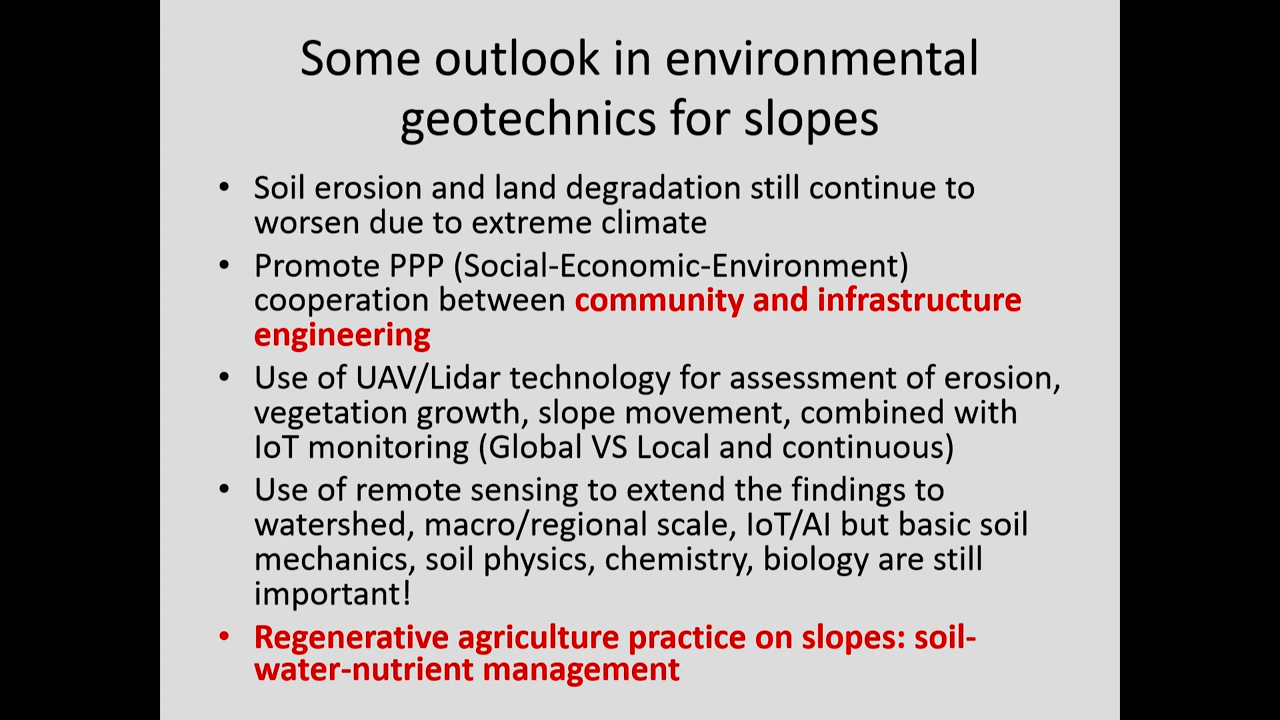 Some outlook in environmental
geotechnics for slopes
• Soil erosion and land degradation still continue to
worsen due to extreme climate
• Promote PPP (Social-Economic-Environment)
cooperation between community and infrastructure
engineering
• Use of UAV/Lidar technology for assessment of erosion,
vegetation growth, slope movement, combined with
IoT monitoring (Global VS Local and continuous)
• Use of remote sensing to extend the findings to
watershed, macro/regional scale, IoT/AI but basic soil
mechanics, soil physics, chemistry, biology are still
important!
• Regenerative agriculture practice on slopes: soil-
water-nutrient management